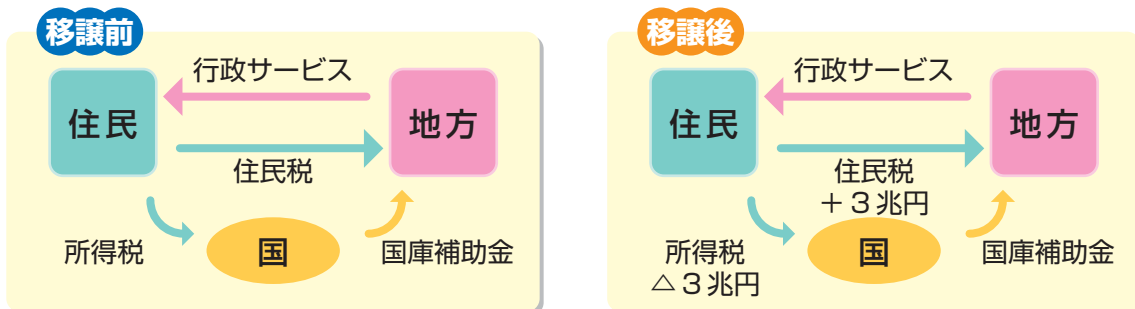 移譲前
行政サービス
住民
地方
住民税
所得税
国
国庫補助金
移譲後
行政サービス
住民
地方
住民税
＋３兆円
所得税
△３兆円
国
国庫補助金